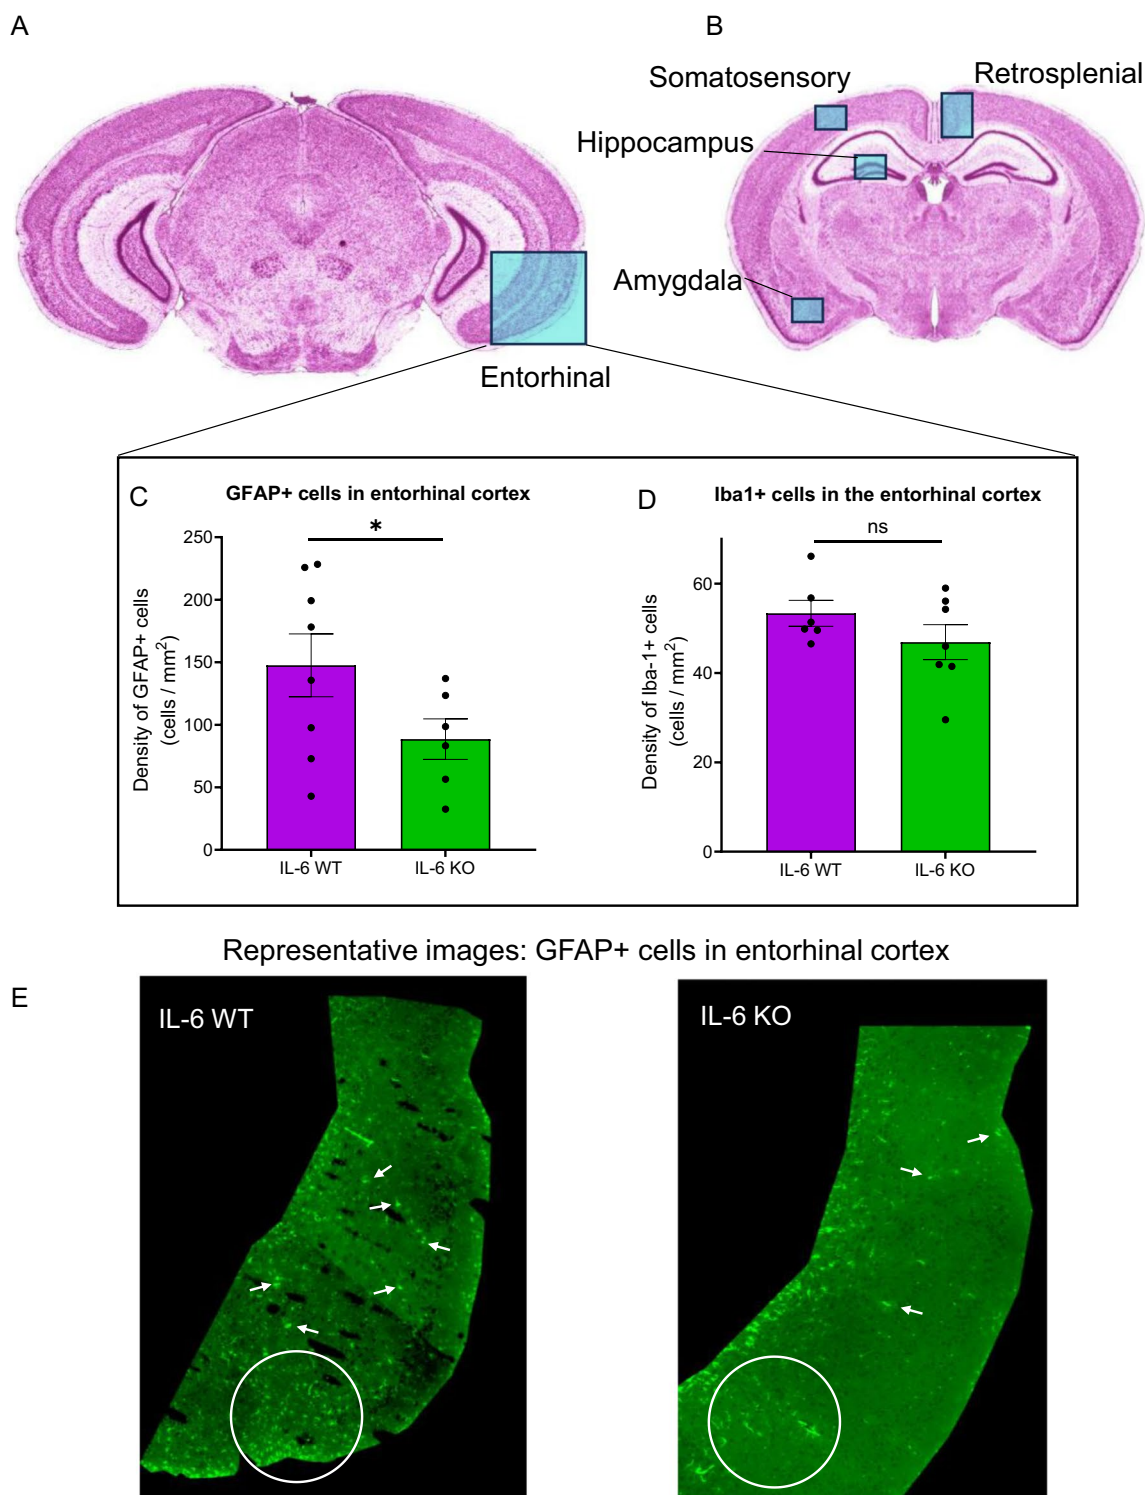 A
B
Somatosensory
Retrosplenial
Hippocampus
Amygdala
Entorhinal
C
GFAP+ cells in entorhinal cortex
*
250
200
150
100
50
0
Density of GFAP+ cells
(cells / mm²)
IL-6 WT
IL-6 KO
D
Iba1+ cells in the entorhinal cortex
ns
60
40
20
0
Density of Iba-1+ cells
(cells / mm²)
IL-6 WT
IL-6 KO
Representative images: GFAP+ cells in entorhinal cortex
E
IL-6 WT
IL-6 KO